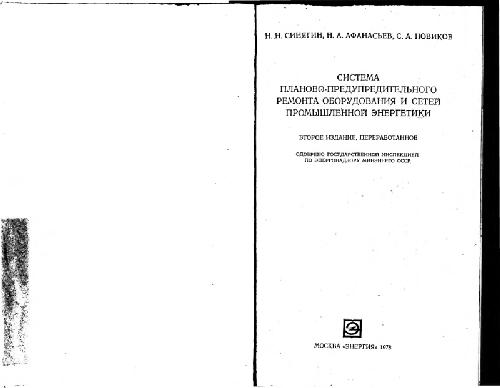 Н. Н. СИНЯГИН, Н. А. АФАНАСЬЕВ, С. А. НОВИКОВ
СИСТЕМА
ПЛАНОВО-ПРЕДУПРЕДИТЕЛЬНОГО
РЕМОНТА ОБОРУДОВАНИЯ И СЕТЕЙ
ПРОМЫШЛЕННОЙ ЭНЕРГЕТИКИ
ВТОРОЕ ИЗДАНИЕ, ПЕРЕРАБОТАННОЕ
ОДОБРЕНО ГОСУДАРСТВЕННОЙ ИНСПЕКЦИЕЙ
ПО ЭНЕРГОНАДЗОРУ МИНЭНЕРГО СССР
МОСКВА «ЭНЕРГИЯ» 1978